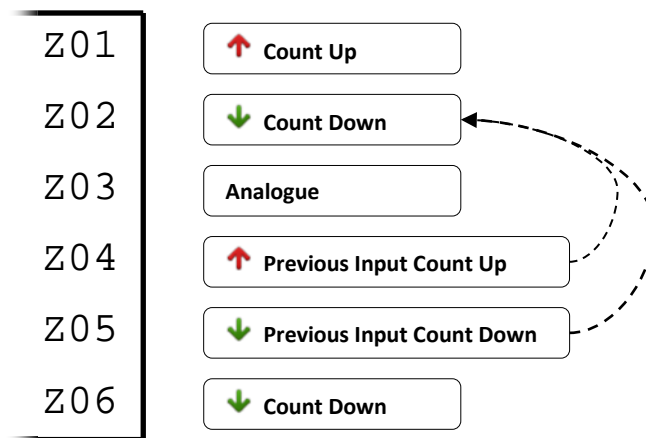 Z01 Count Up
Z02 Count Down
Z03 Analogue
Z04 Previous Input Count Up
Z05 Previous Input Count Down
Z06 Count Down